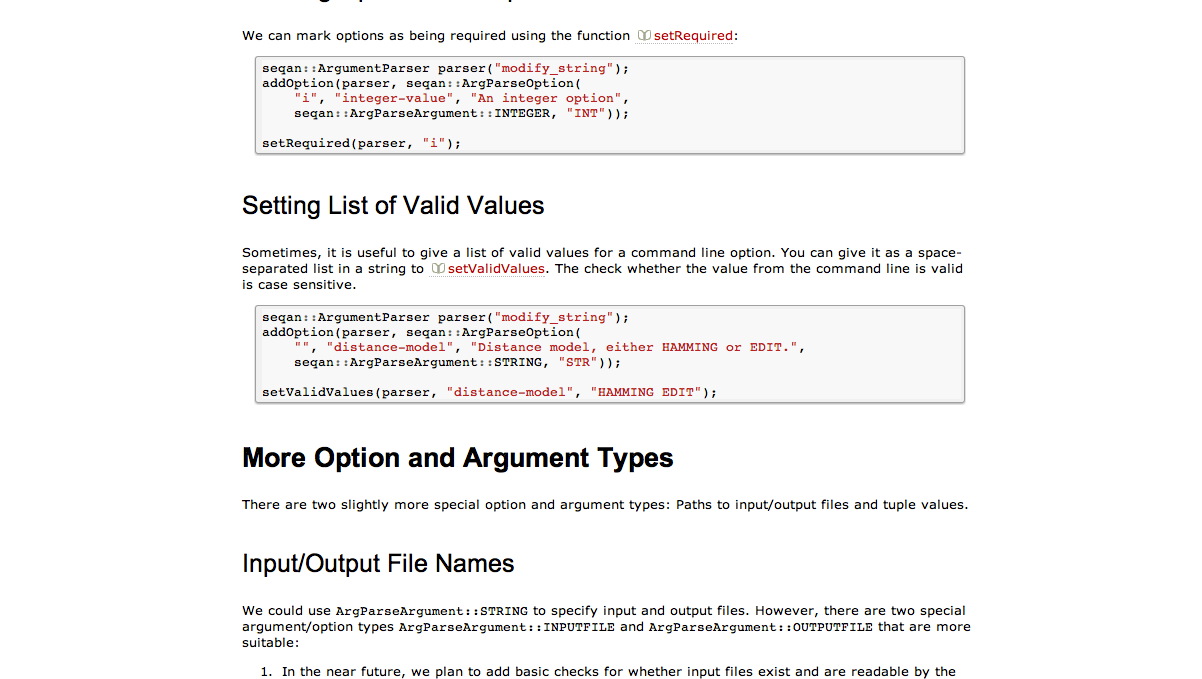 We can mark options as being required using the function setRequired:
seqan::ArgumentParser parser("modify_string");
addOption(parser, seqan::ArgParseOption(
    "i", "integer-value", "An integer option",
    seqan::ArgParseArgument::INTEGER, "INT"));
setRequired(parser, "i");
Setting List of Valid Values
Sometimes, it is useful to give a list of valid values for a command line option. You can give it as a space-
separated list in a string to setValidValues. The check whether the value from the command line is valid
is case sensitive.
seqan::ArgumentParser parser("modify_string");
addOption(parser, seqan::ArgParseOption(
    "", "distance-model", "Distance model, either HAMMING or EDIT.",
    seqan::ArgParseArgument::STRING, "STR"));
setValidValues(parser, "distance-model", "HAMMING EDIT");
More Option and Argument Types
There are two slightly more special option and argument types: Paths to input/output files and tuple values.
Input/Output File Names
We could use ArgParseArgument::STRING to specify input and output files. However, there are two special
argument/option types ArgParseArgument::INPUTFILE and ArgParseArgument::OUTPUTFILE that are more
suitable:
1. In the near future, we plan to add basic checks for whether input files exist and are readable by the